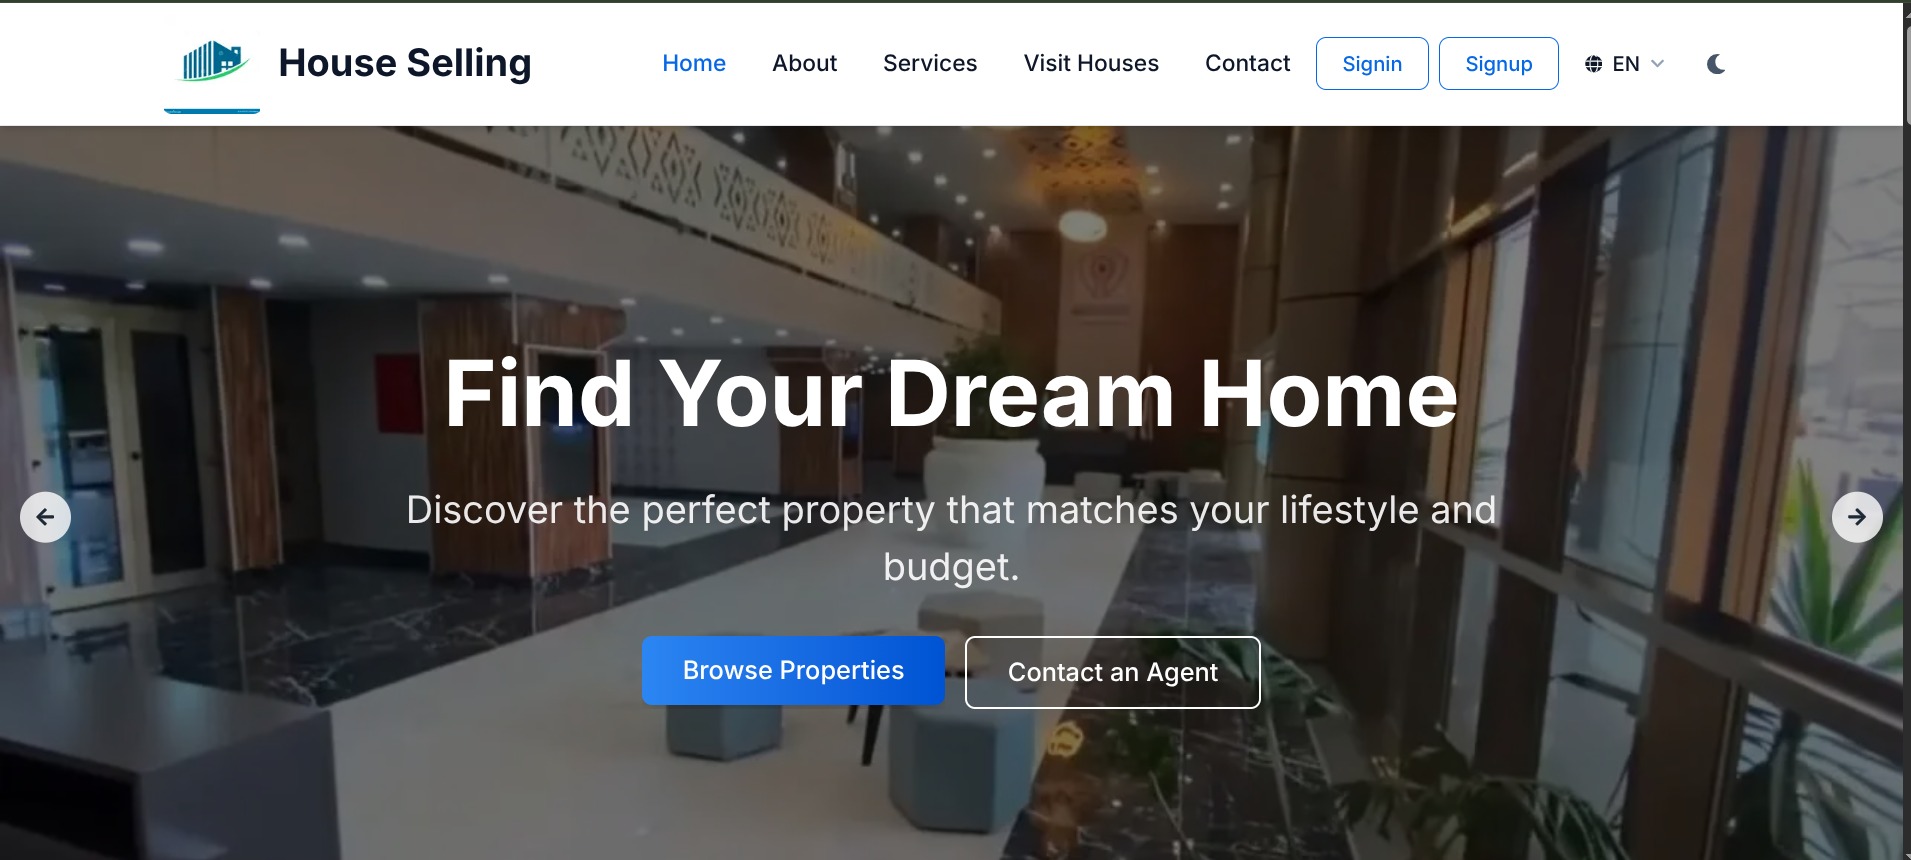 House Selling
Home
About
Services
Visit Houses
Contact
Signin
Signup
EN
Find Your Dream Home
Discover the perfect property that matches your lifestyle and
budget.
Browse Properties
Contact an Agent